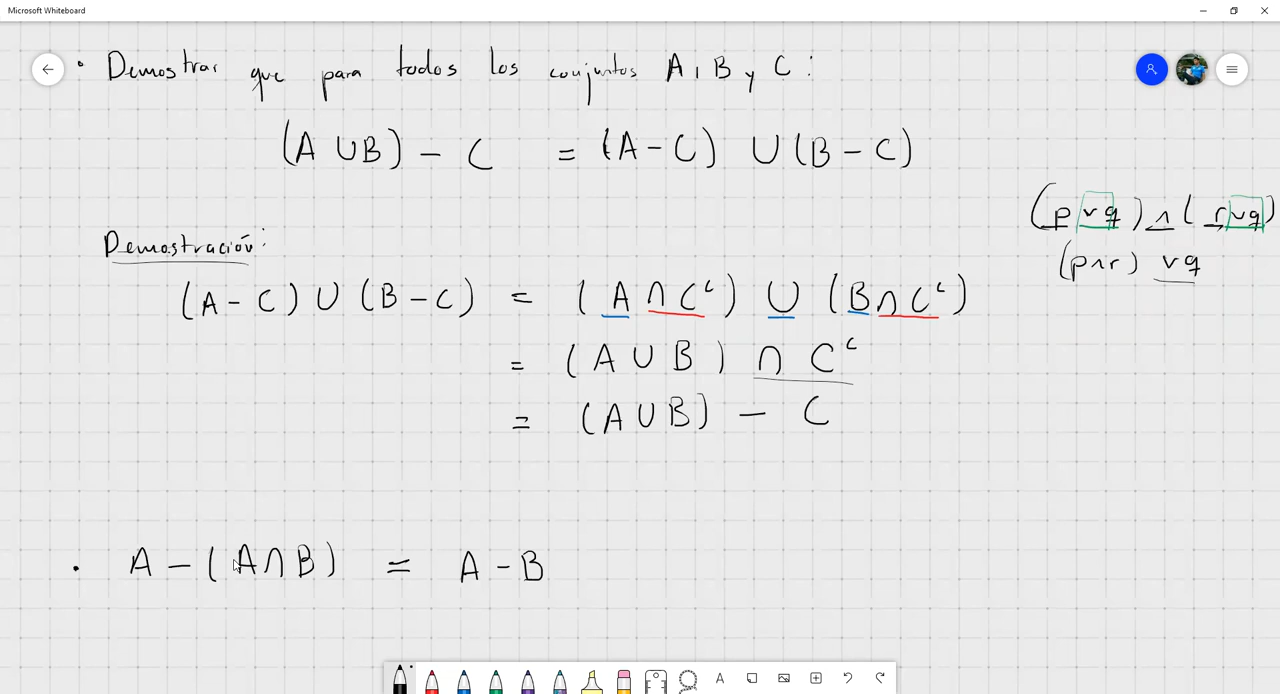 Microsoft Whiteboard
• Demostrar que para todos los conjuntos A, B y C:
(A ∪ B) - C = (A - C) ∪ (B - C)
(p ∨ q) ∧ (r ∨ q)
(p ∧ r) ∨ q
Demostración:
(A - C) ∪ (B - C) = (A ∩ Cᶜ) ∪ (B ∩ Cᶜ)
= (A ∪ B) ∩ Cᶜ
= (A ∪ B) - C
• A - (A ∩ B) = A - B
A